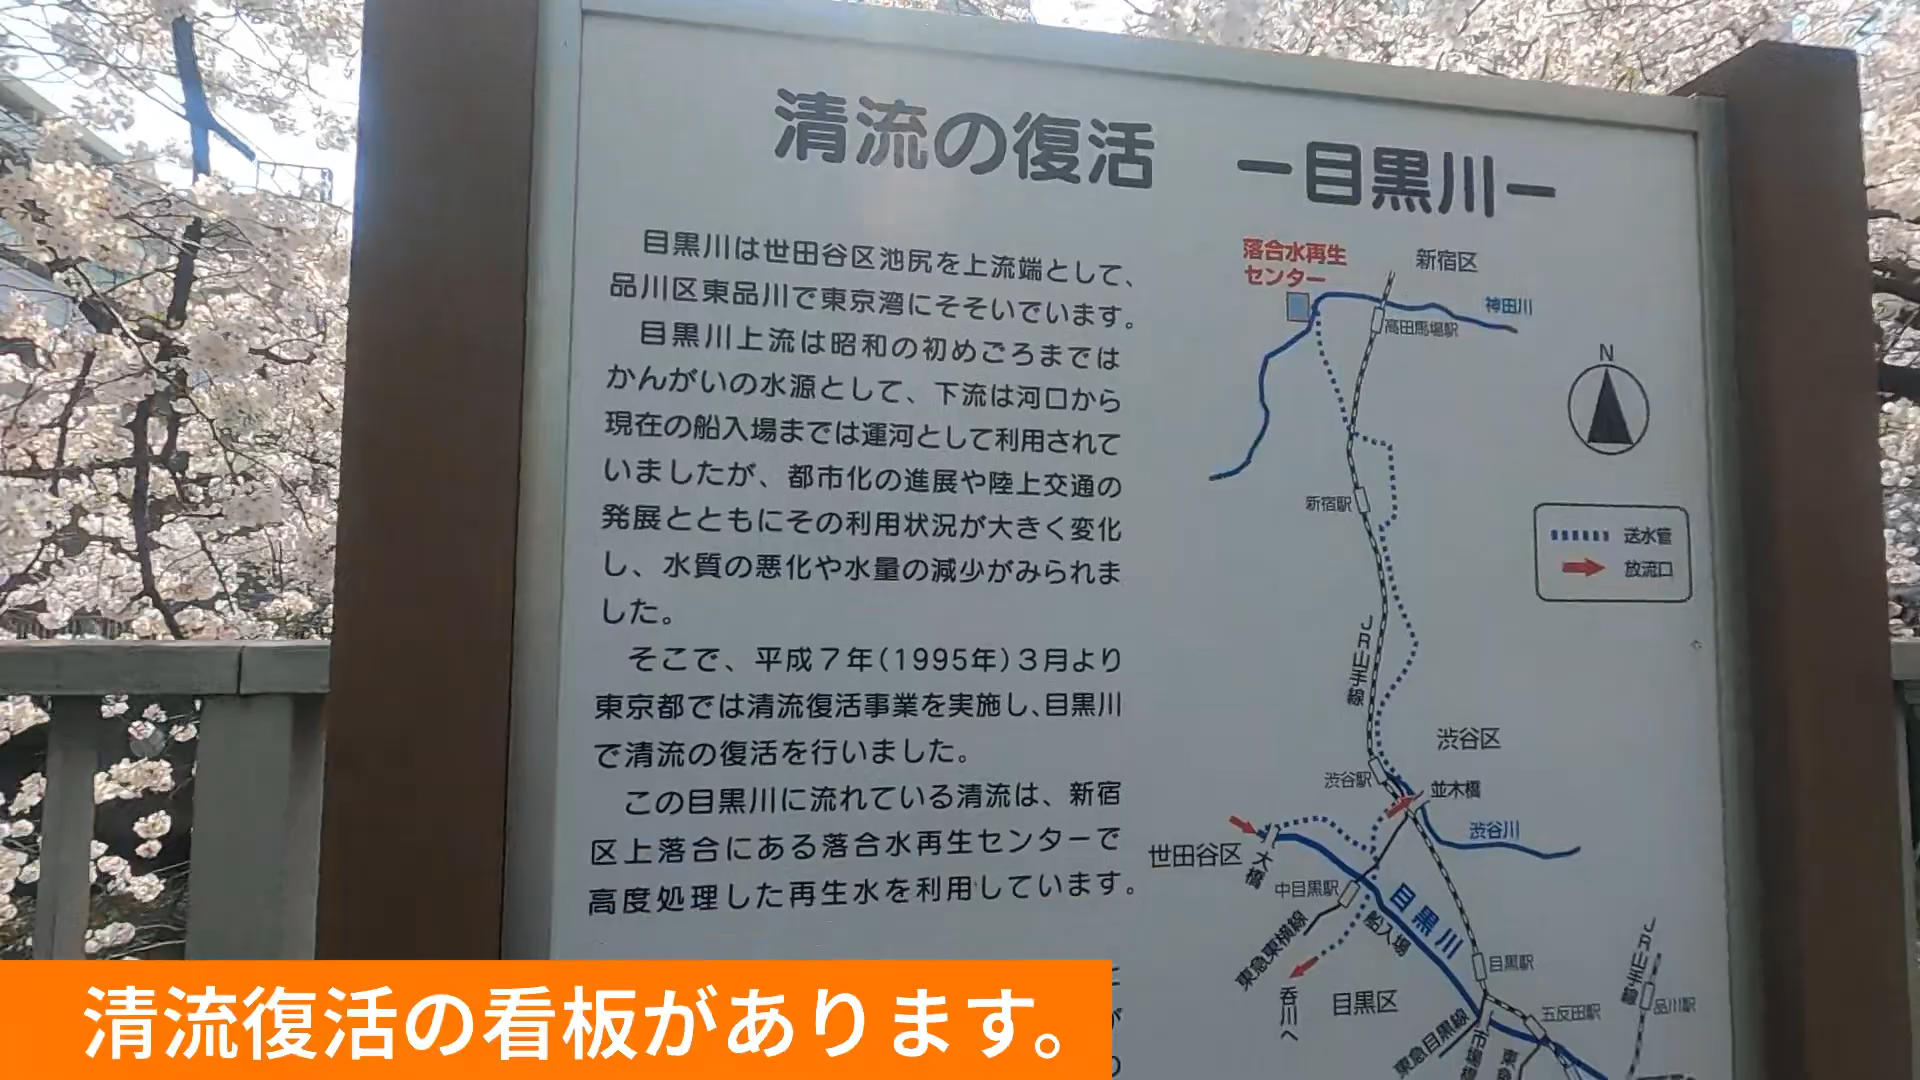 清流の復活　ー目黒川ー
目黒川は世田谷区池尻を上流端として、
品川区東品川で東京湾にそそいでいます。
目黒川上流は昭和の初めごろまでは
かんがいの水源として、下流は河口から
現在の船入場までは運河として利用されて
いましたが、都市化の進展や陸上交通の
発展とともにその利用状況が大きく変化
し、水質の悪化や水量の減少がみられま
した。
そこで、平成７年(1995年)３月より
東京都では清流復活事業を実施し、目黒川
で清流の復活を行いました。
この目黒川に流れている清流は、新宿
区上落合にある落合水再生センターで
高度処理した再生水を利用しています。
落合水再生
センター
新宿区
神田川
高田馬場駅
N
新宿駅
送水管
放流口
JR山手線
渋谷区
渋谷駅
並木橋
渋谷川
世田谷区
大橋
中目黒駅
目黒川
船入場
東急東横線
呑川へ
目黒区
目黒駅
五反田駅
東急目黒線
JR山手線
品川駅
清流復活の看板があります。